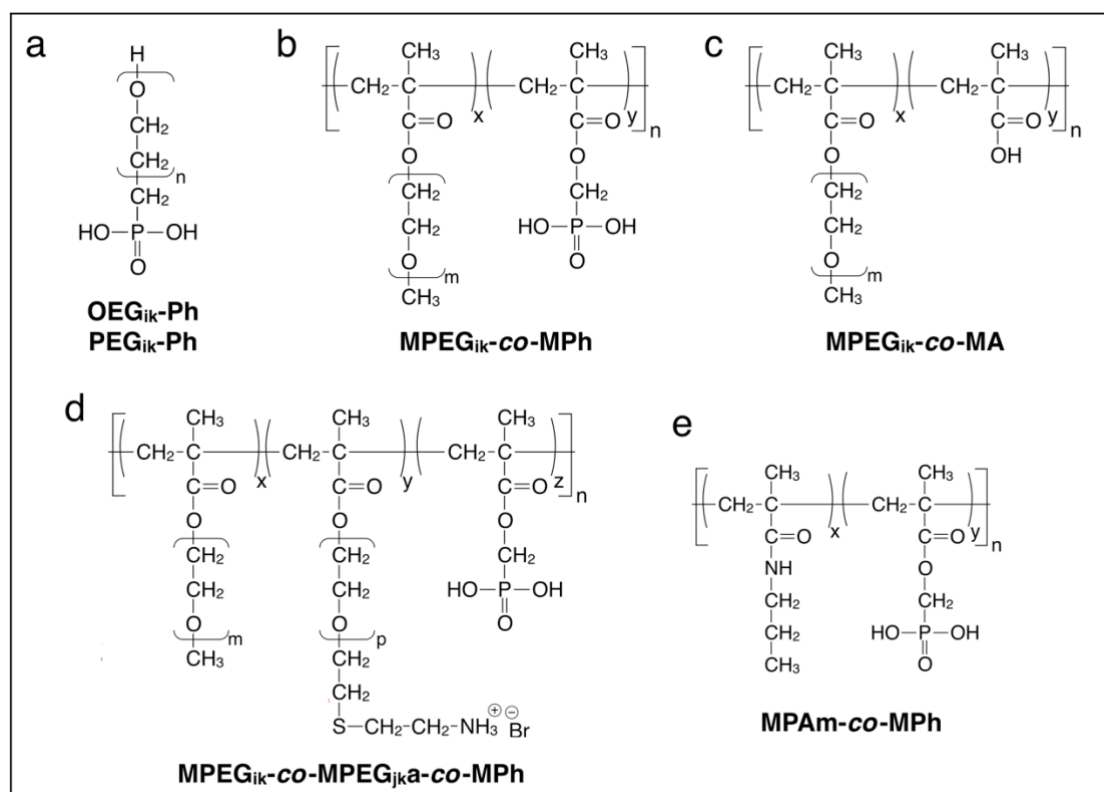 a
H
O
CH₂
CH₂
n
CH₂
HO–P–OH
O
OEGik-Ph
PEGik-Ph
b
CH₃ CH₃
CH₂–C CH₂–C
x y n
C=O C=O
O O
CH₂ CH₂
CH₂ HO–P–OH
O O
m
CH₃
MPEGik-co-MPh
c
CH₃ CH₃
CH₂–C CH₂–C
x y n
C=O C=O
O OH
CH₂
CH₂
O
m
CH₃
MPEGik-co-MA
d
CH₃ CH₃ CH₃
CH₂–C CH₂–C CH₂–C
x y z n
C=O C=O C=O
O O O
CH₂ CH₂ CH₂
CH₂ CH₂ HO–P–OH
O O O
m p
CH₃ CH₂
CH₂
S–CH₂–CH₂–NH₃⊕ ⊖Br
MPEGik-co-MPEGjka-co-MPh
e
CH₃ CH₃
CH₂–C CH₂–C
x y n
C=O C=O
NH O
CH₂ CH₂
CH₂ HO–P–OH
CH₃ O
MPAm-co-MPh